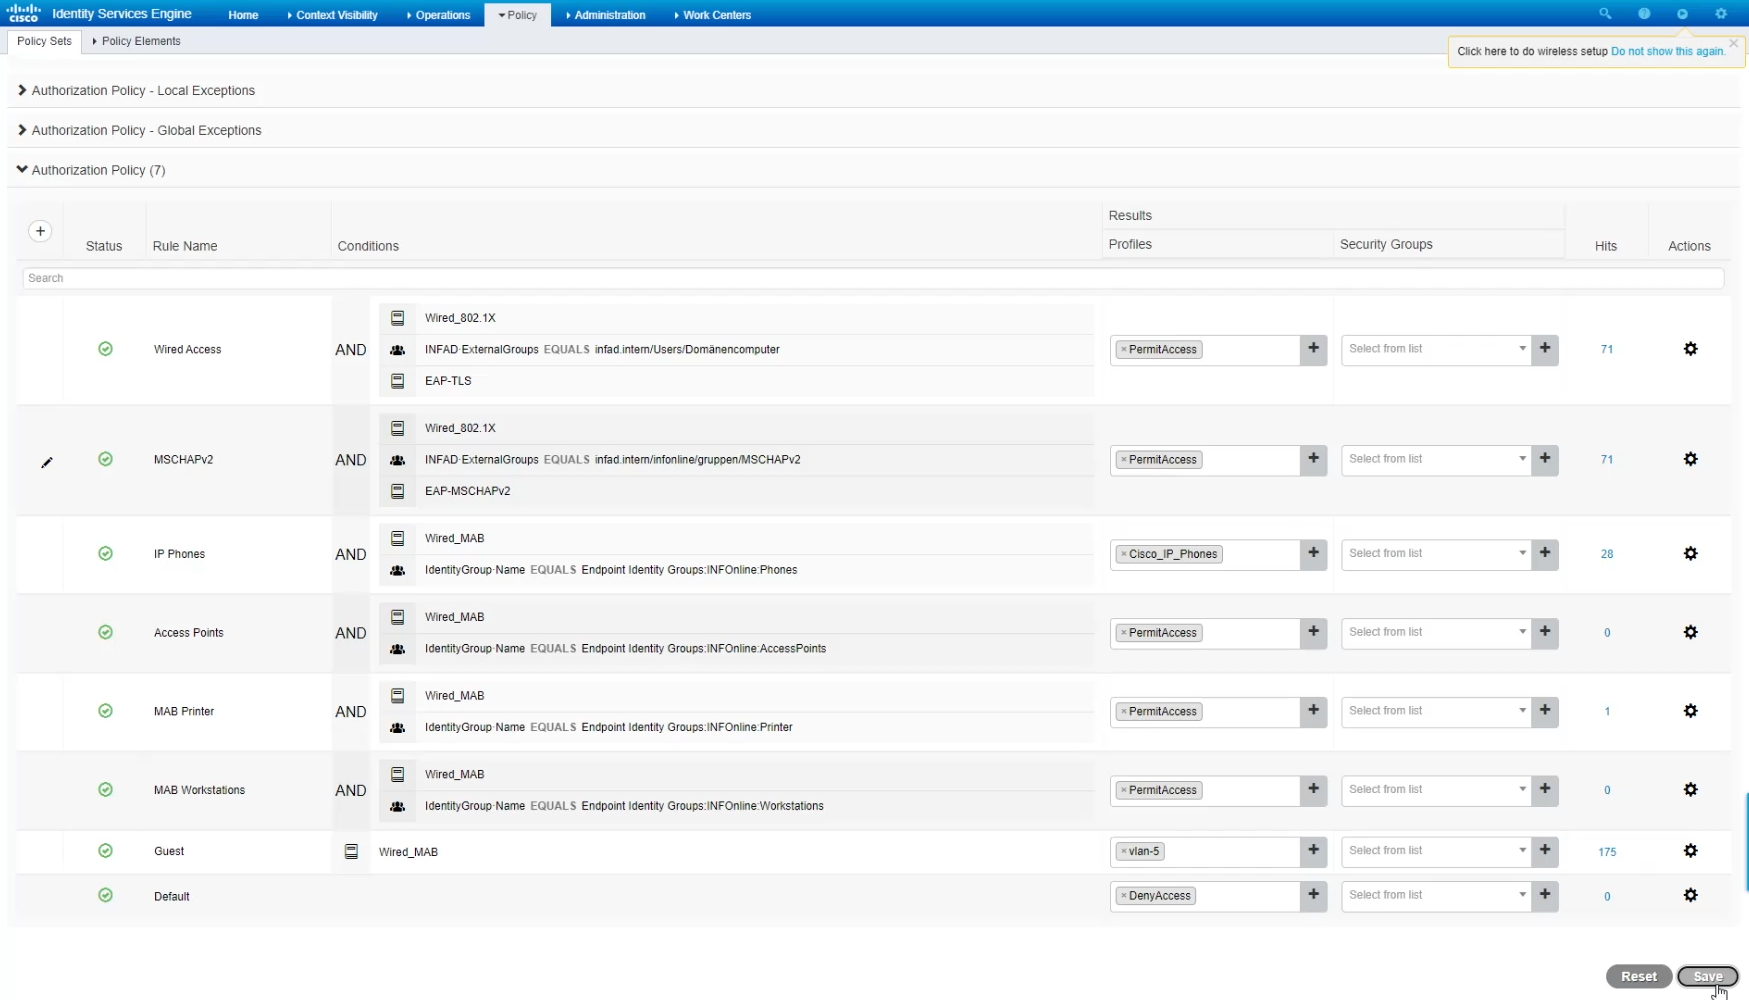 cisco Identity Services Engine Home Context Visibility Operations Policy Administration Work Centers
Policy Sets Policy Elements
Click here to do wireless setup Do not show this again.
Authorization Policy - Local Exceptions
Authorization Policy - Global Exceptions
Authorization Policy (7)
Results
+ Status Rule Name Conditions Profiles Security Groups Hits Actions
Search
Wired_802.1X
Wired Access AND INFAD·ExternalGroups EQUALS infad.intern/Users/Domänencomputer × PermitAccess + Select from list + 71
EAP-TLS
Wired_802.1X
MSCHAPv2 AND INFAD·ExternalGroups EQUALS infad.intern/infonline/gruppen/MSCHAPv2 × PermitAccess + Select from list + 71
EAP-MSCHAPv2
Wired_MAB
IP Phones AND × Cisco_IP_Phones + Select from list + 28
IdentityGroup·Name EQUALS Endpoint Identity Groups:INFOnline:Phones
Wired_MAB
Access Points AND × PermitAccess + Select from list + 0
IdentityGroup·Name EQUALS Endpoint Identity Groups:INFOnline:AccessPoints
Wired_MAB
MAB Printer AND × PermitAccess + Select from list + 1
IdentityGroup·Name EQUALS Endpoint Identity Groups:INFOnline:Printer
Wired_MAB
MAB Workstations AND × PermitAccess + Select from list + 0
IdentityGroup·Name EQUALS Endpoint Identity Groups:INFOnline:Workstations
Guest Wired_MAB × vlan-5 + Select from list + 175
Default × DenyAccess + Select from list + 0
Reset Save